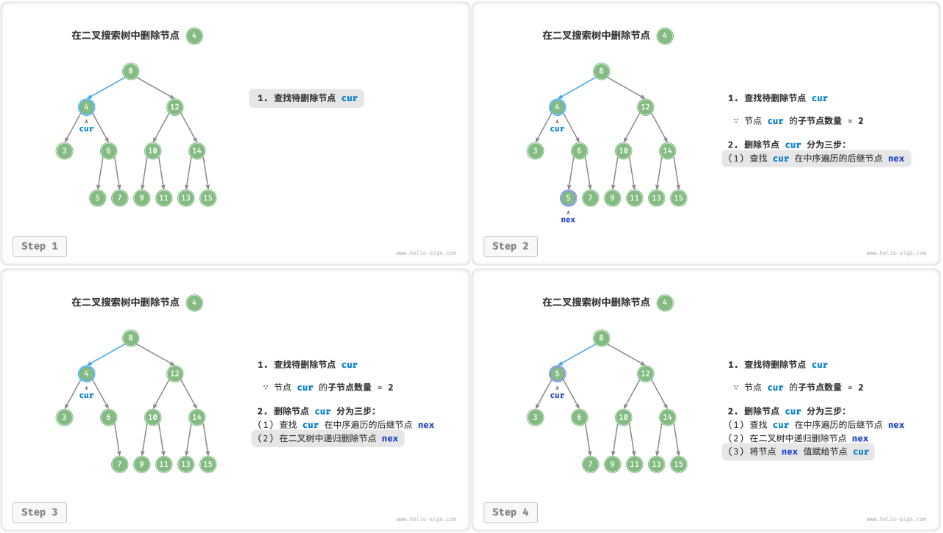 在二叉搜索树中删除节点 4
8
1. 查找待删除节点 cur
4 12
cur
3 6 10 14
5 7 9 11 13 15
Step 1
www.hello-algo.com
在二叉搜索树中删除节点 4
8
1. 查找待删除节点 cur
4 12
∵ 节点 cur 的子节点数量 = 2
cur
2. 删除节点 cur 分为三步：
3 6 10 14
(1) 查找 cur 在中序遍历的后继节点 nex
5 7 9 11 13 15
nex
Step 2
www.hello-algo.com
在二叉搜索树中删除节点 4
8
1. 查找待删除节点 cur
4 12
∵ 节点 cur 的子节点数量 = 2
cur
2. 删除节点 cur 分为三步：
3 6 10 14
(1) 查找 cur 在中序遍历的后继节点 nex
(2) 在二叉树中递归删除节点 nex
7 9 11 13 15
Step 3
www.hello-algo.com
在二叉搜索树中删除节点 4
8
1. 查找待删除节点 cur
5 12
∵ 节点 cur 的子节点数量 = 2
cur
2. 删除节点 cur 分为三步：
3 6 10 14
(1) 查找 cur 在中序遍历的后继节点 nex
(2) 在二叉树中递归删除节点 nex
(3) 将节点 nex 值赋给节点 cur
7 9 11 13 15
Step 4
www.hello-algo.com